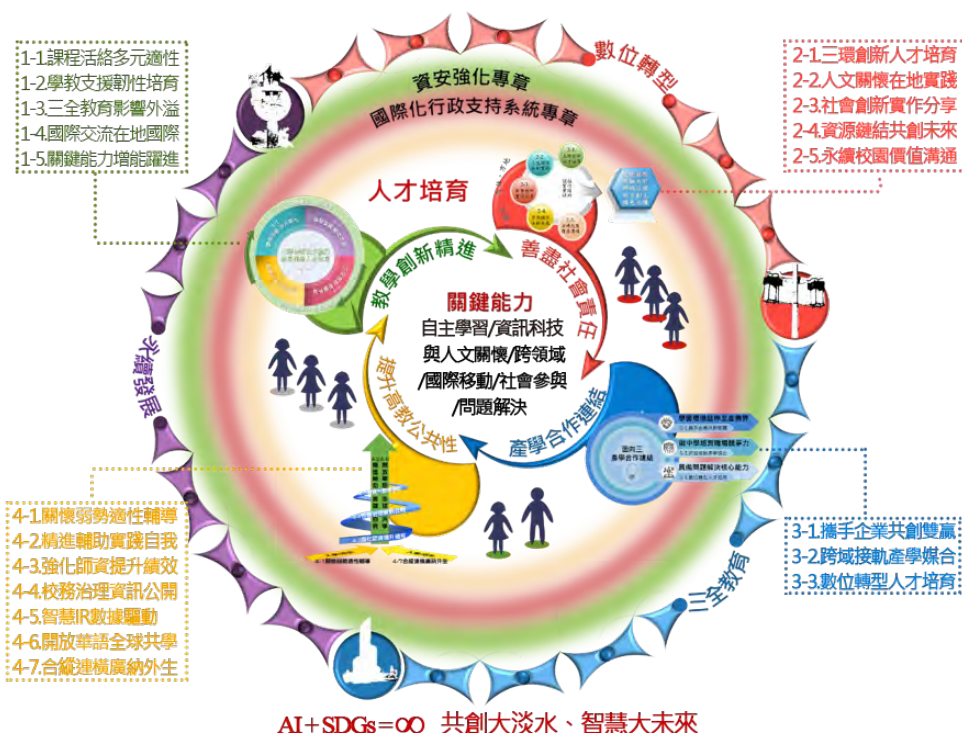 1-1.課程活絡多元適性
1-2.學教支援韌性培育
1-3.三全教育影響外溢
1-4.國際交流在地國際
1-5.關鍵能力增能躍進
數位轉型
2-1.三環創新人才培育
2-2.人文關懷在地實踐
2-3.社會創新實作分享
2-4.資源鏈結共創未來
2-5.永續校園價值溝通
資安強化專章
國際化行政支持系統專章
人才培育
教學創新精進
善盡社會責任
關鍵能力
自主學習/資訊科技
與人文關懷/跨領域
/國際移動/社會參與
/問題解決
提升高教公共性
產學合作連結
永續發展
面向三
產學合作連結
三全教育
4-1.關懷弱勢適性輔導
4-2.精進輔助實踐自我
4-3.強化師資提升績效
4-4.校務治理資訊公開
4-5.智慧IR數據驅動
4-6.開放華語全球共學
4-7.合縱連橫廣納外生
3-1.攜手企業共創雙贏
3-2.跨域接軌產學媒合
3-3.數位轉型人才培育
AI+SDGs=∞ 共創大淡水、智慧大未來